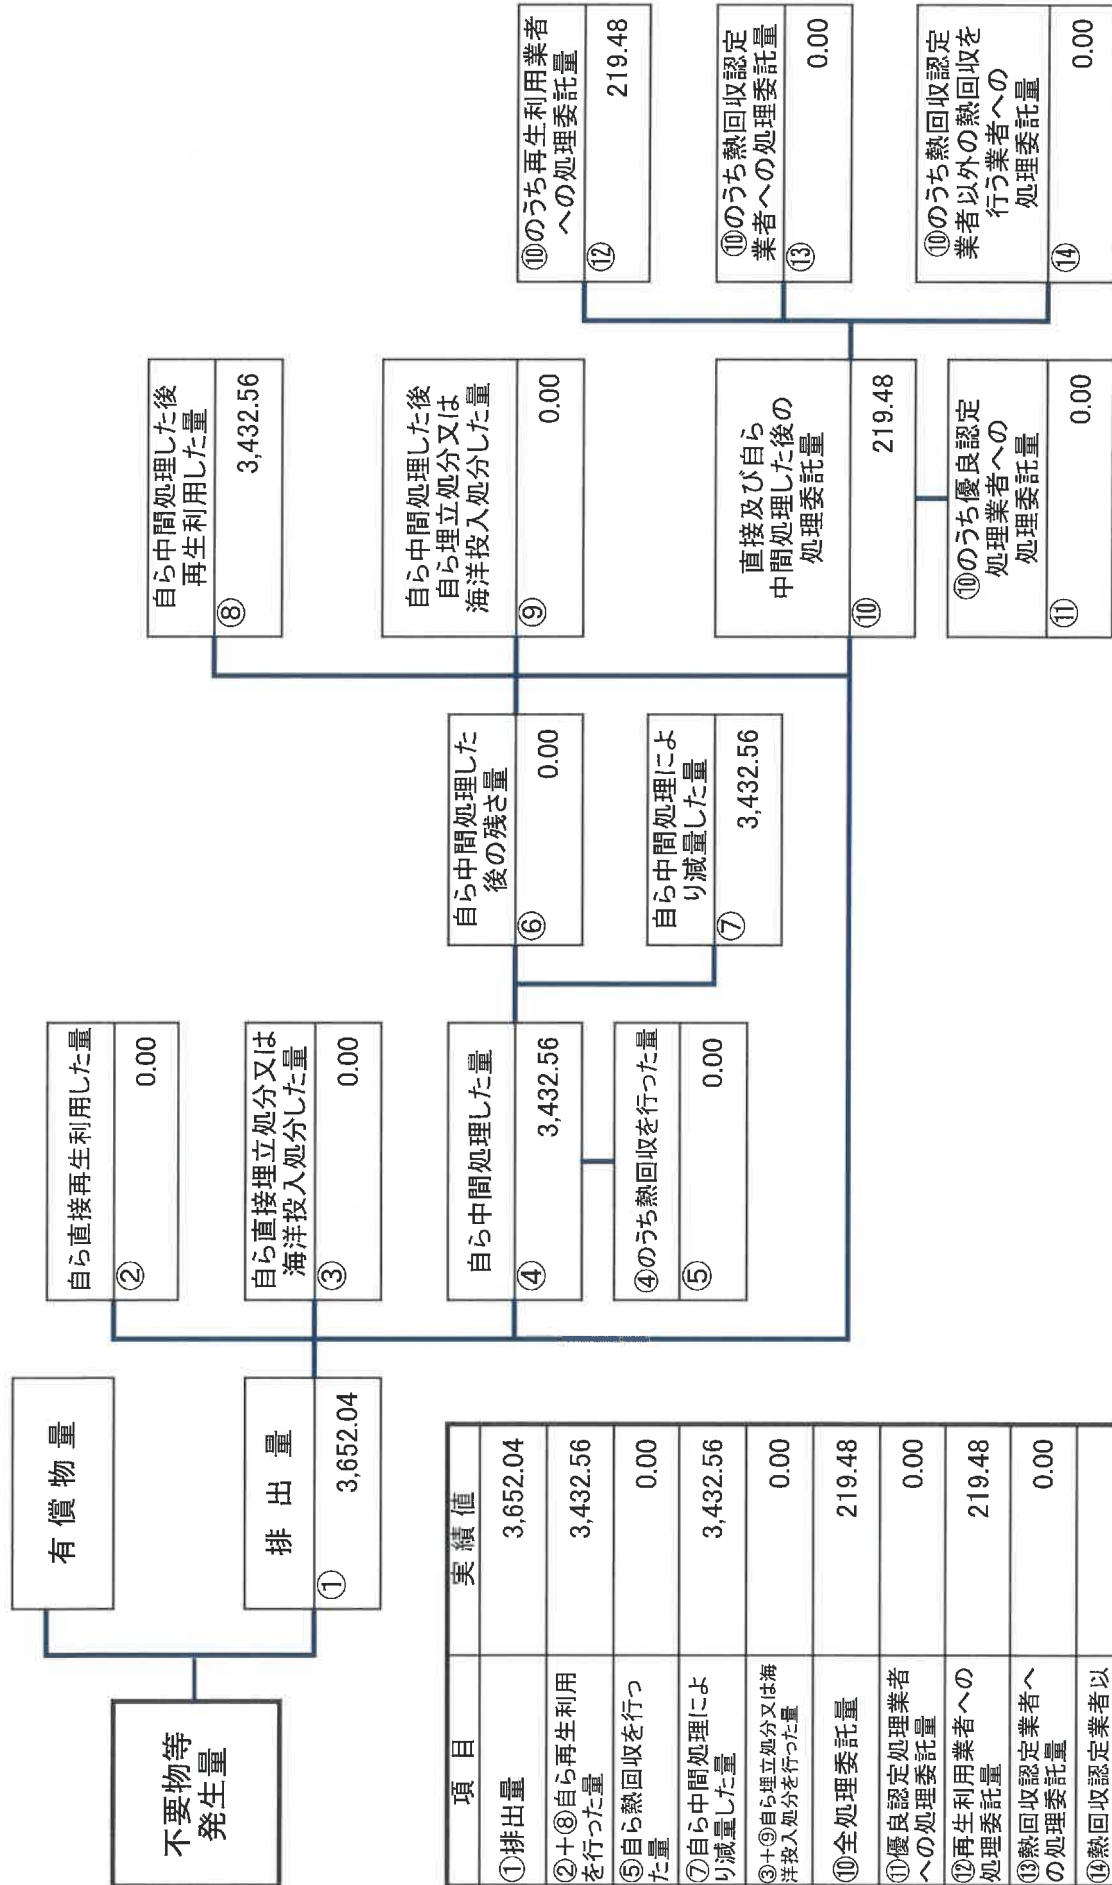 不要物等
発生量
有 償 物 量
排 出 量
①
3,652.04
自ら直接再生利用した量
②
0.00
自ら直接埋立処分又は
海洋投入処分した量
③
0.00
自ら中間処理した量
④
3,432.56
④のうち熱回収を行った量
⑤
0.00
自ら中間処理した
後の残さ量
⑥
0.00
自ら中間処理によ
り減量した量
⑦
3,432.56
自ら中間処理した後
再生利用した量
⑧
3,432.56
自ら中間処理した後
自ら埋立処分又は
海洋投入処分した量
⑨
0.00
直接及び自ら
中間処理した後の
処理委託量
⑩
219.48
⑩のうち優良認定
処理業者への
処理委託量
⑪
0.00
⑩のうち再生利用業者
への処理委託量
⑫
219.48
⑩のうち熱回収認定
業者への処理委託量
⑬
0.00
⑩のうち熱回収認定
業者以外の熱回収を
行う業者への
処理委託量
⑭
0.00
項 目 実 績 値
①排出量 3,652.04
②+⑧自ら再生利用
を行った量 3,432.56
⑤自ら熱回収を行っ
た量 0.00
⑦自ら中間処理によ
り減量した量 3,432.56
③+⑨自ら埋立処分又は海
洋投入処分を行った量 0.00
⑩全処理委託量 219.48
⑪優良認定処理業者
への処理委託量 0.00
⑫再生利用業者への
処理委託量 219.48
⑬熱回収認定業者へ
の処理委託量 0.00
⑭熱回収認定業者以